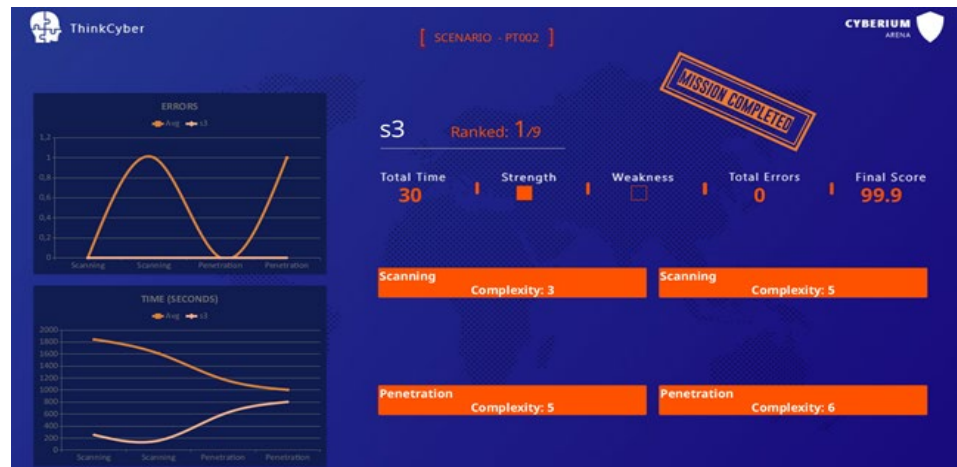 ThinkCyber
[ SCENARIO - PT002 ]
CYBERIUM
ARENA
MISSION COMPLETED
ERRORS
Avg s3
1,2
1
0,8
0,6
0,4
0,2
0
Scanning Scanning Penetration Penetration
s3 Ranked: 1/9
Total Time Strength Weakness Total Errors Final Score
30 0 99.9
Scanning
Complexity: 3
Scanning
Complexity: 5
TIME (SECONDS)
Avg s3
2000
1800
1600
1400
1200
1000
800
600
400
200
0
Scanning Scanning Penetration Penetration
Penetration
Complexity: 5
Penetration
Complexity: 6